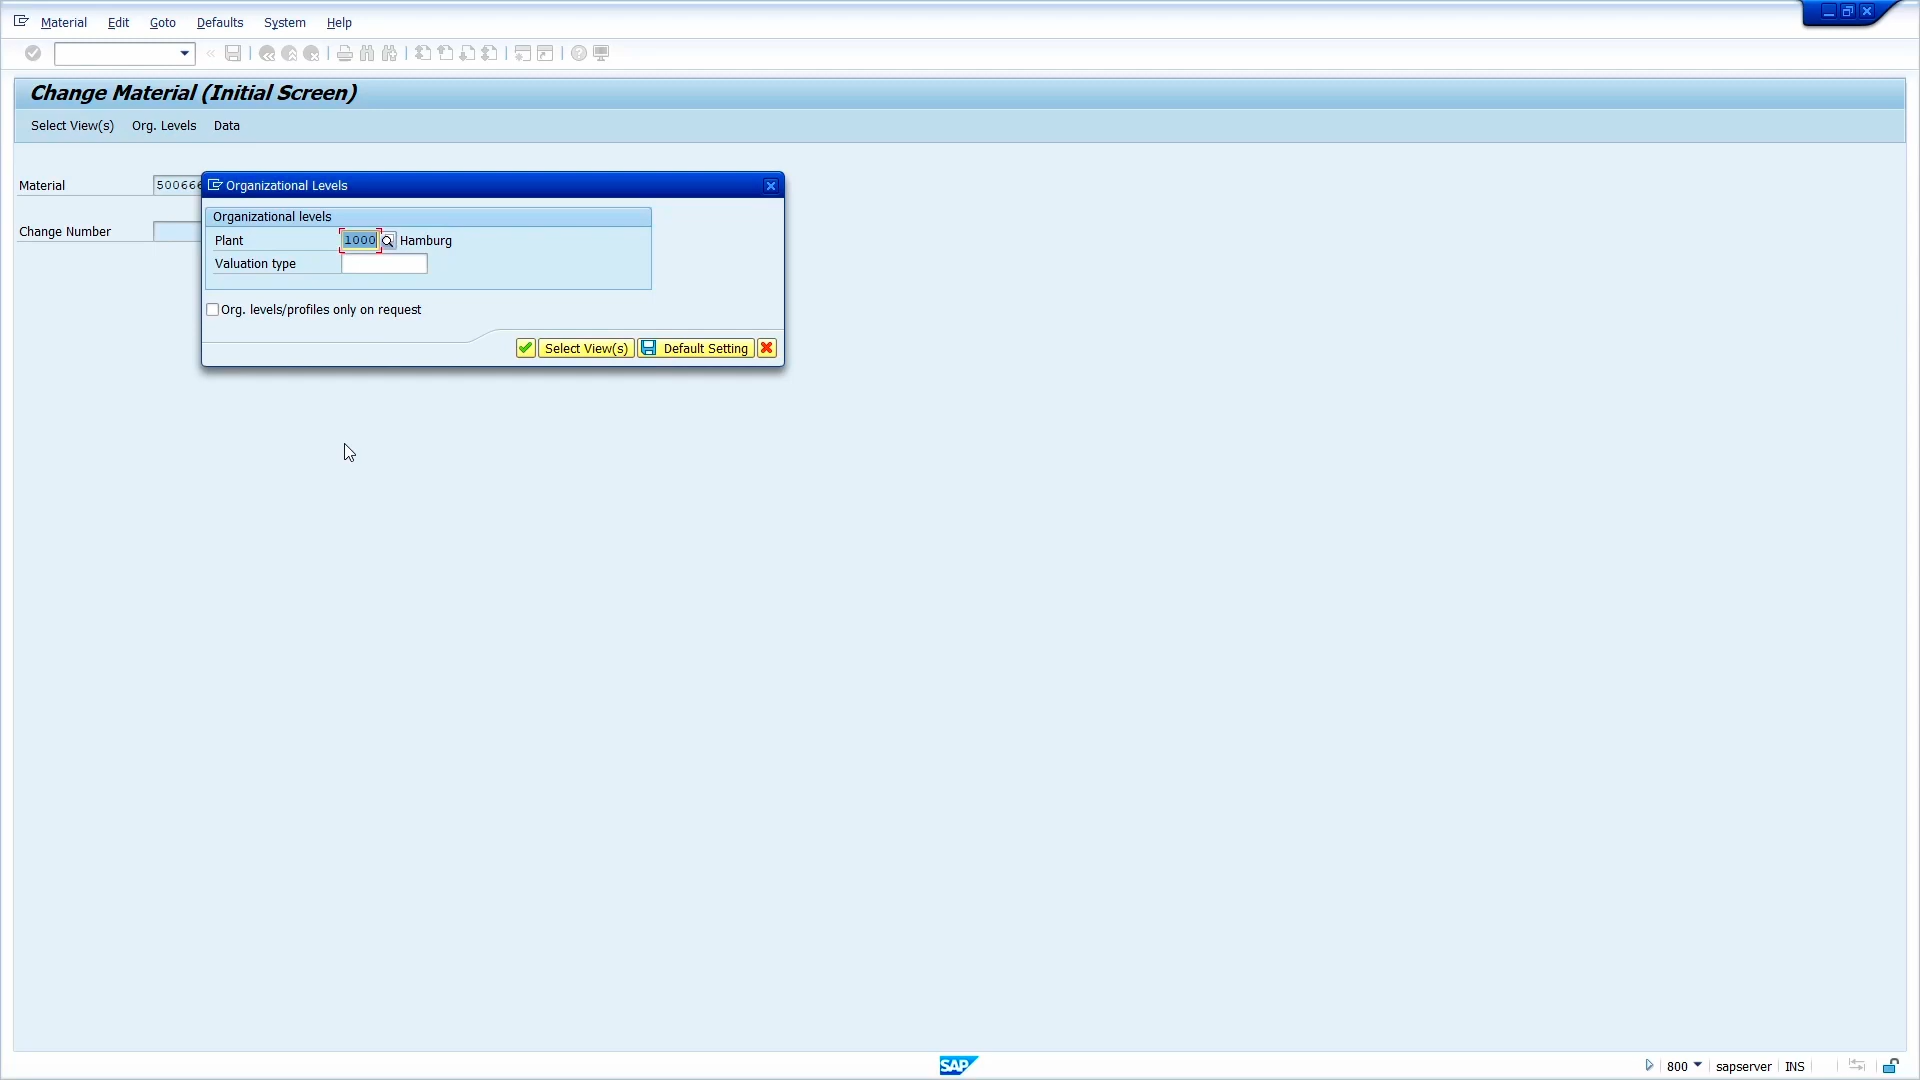 Material Edit Goto Defaults System Help
Change Material (Initial Screen)
Select View(s) Org. Levels Data
Material 50066
Organizational Levels
Organizational levels
Change Number
Plant 1000 Hamburg
Valuation type
Org. levels/profiles only on request
Select View(s) Default Setting
SAP
800 sapserver INS